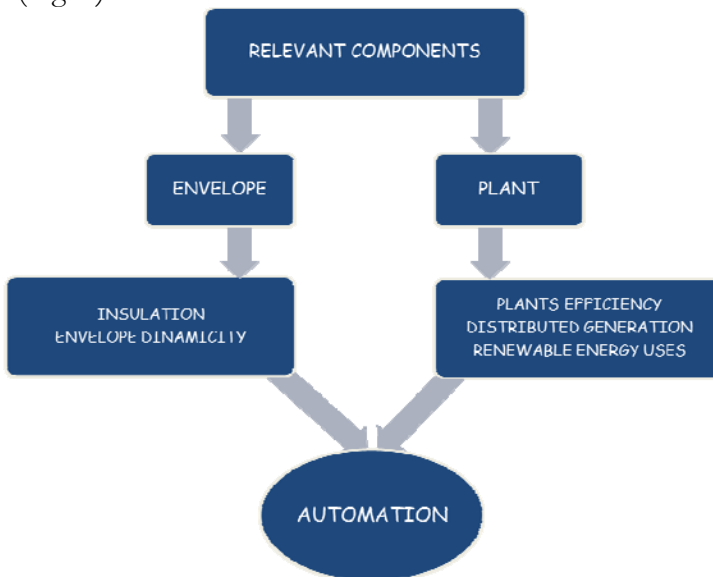 RELEVANT COMPONENTS
ENVELOPE
PLANT
INSULATION
ENVELOPE DINAMICITY
PLANTS EFFICIENCY
DISTRIBUTED GENERATION
RENEWABLE ENERGY USES
AUTOMATION